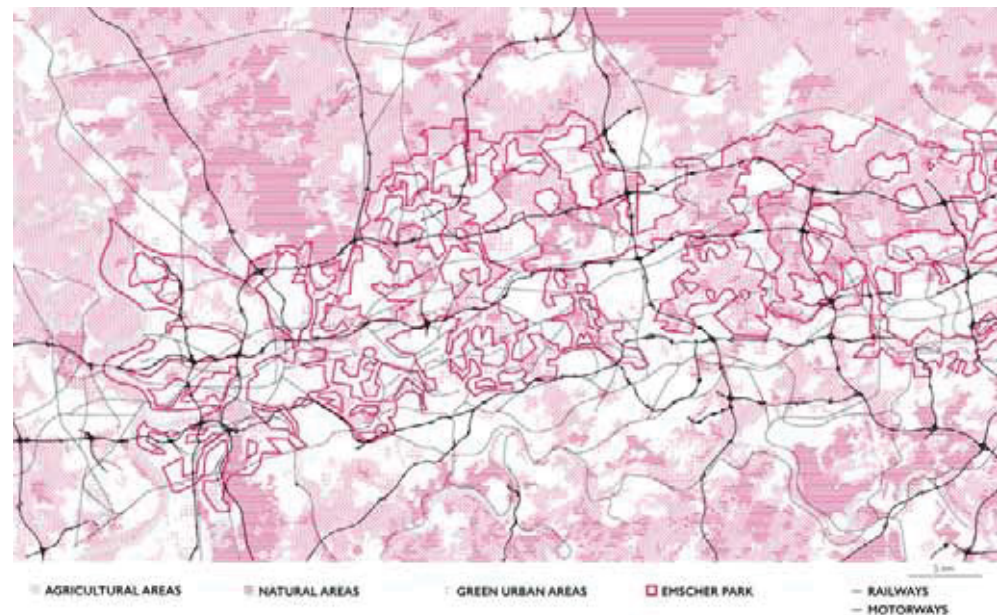 AGRICULTURAL AREAS
NATURAL AREAS
GREEN URBAN AREAS
EMSCHER PARK
RAILWAYS
MOTORWAYS